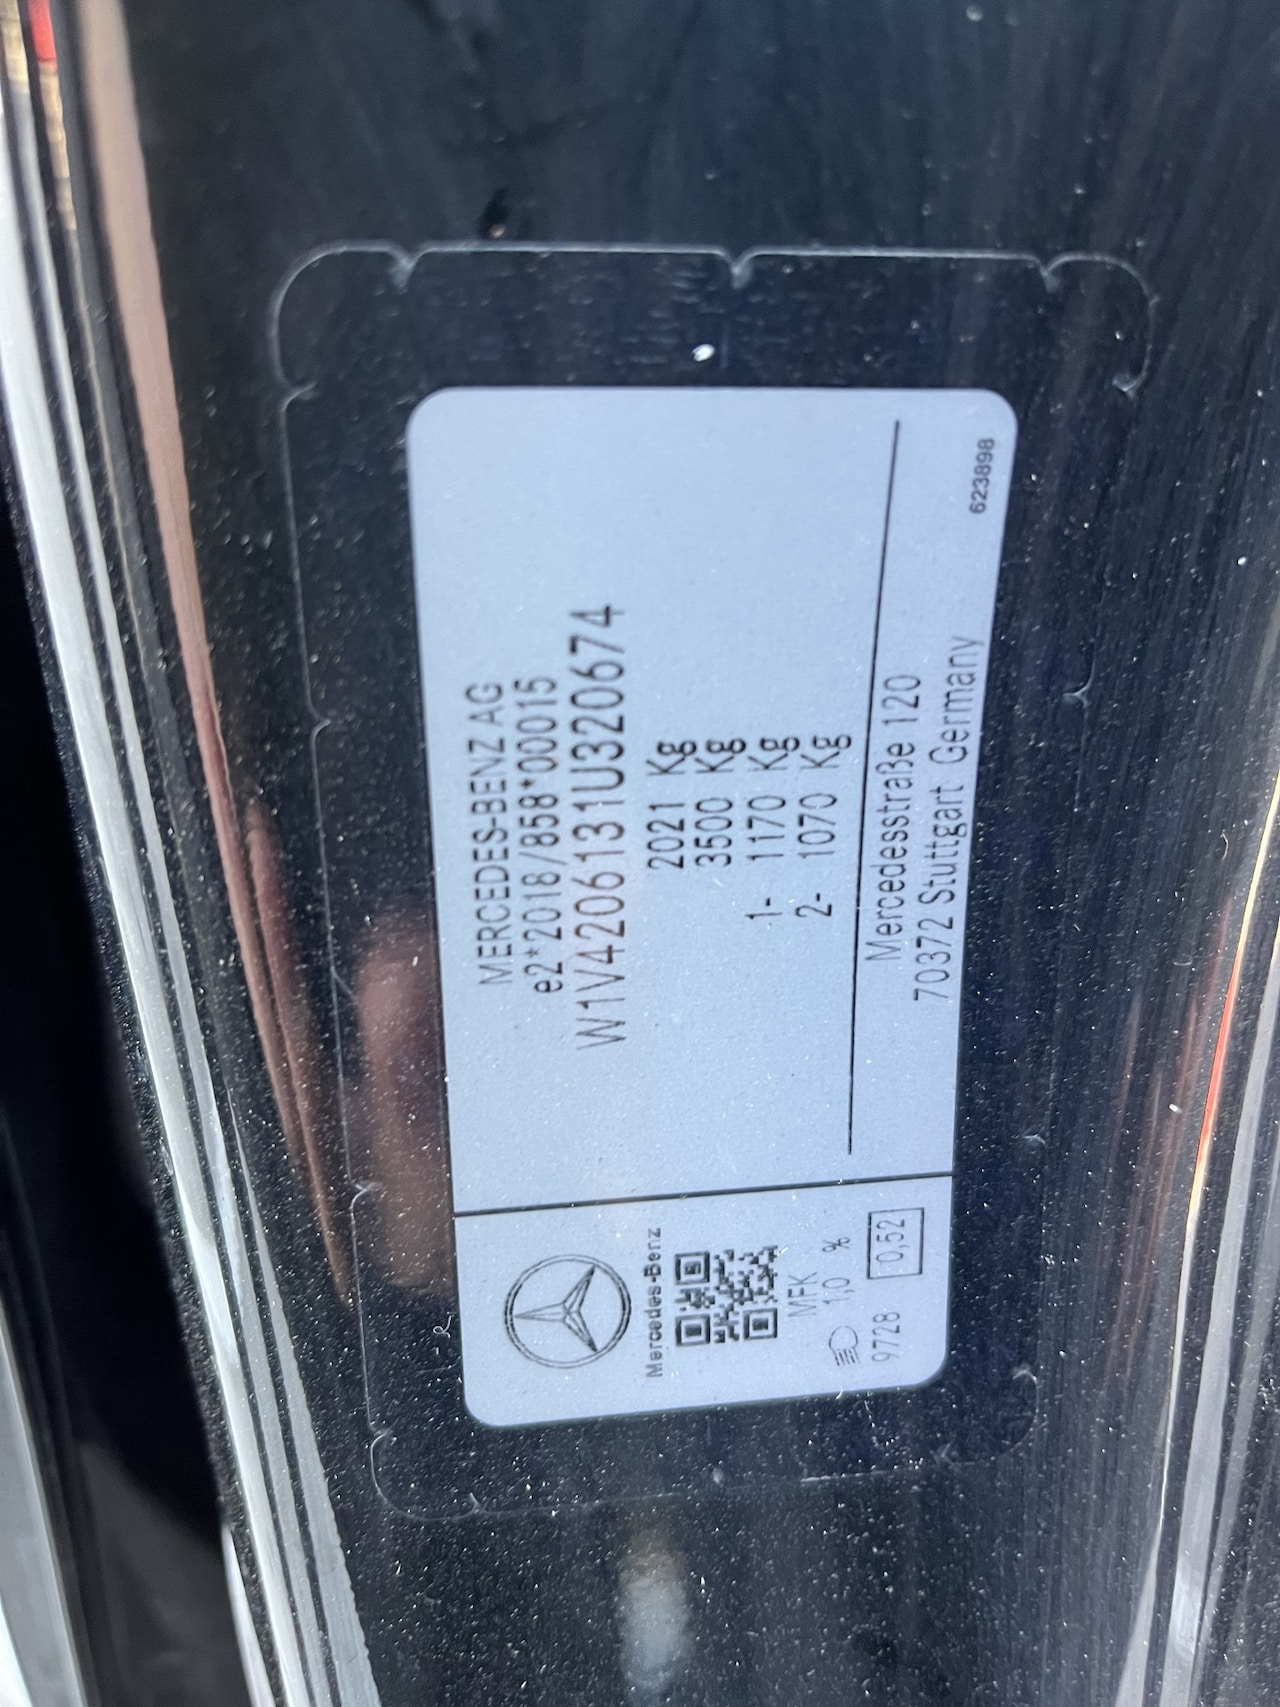 MERCEDES-BENZ AG
e2*2018/858*00015
W1V4206131U320674
2021 Kg
3500 Kg
1- 1170 Kg
2- 1070 Kg
Mercedesstraße 120
70372 Stuttgart Germany
623898
Mercedes-Benz
MFK
1,0 %
9728 0,52